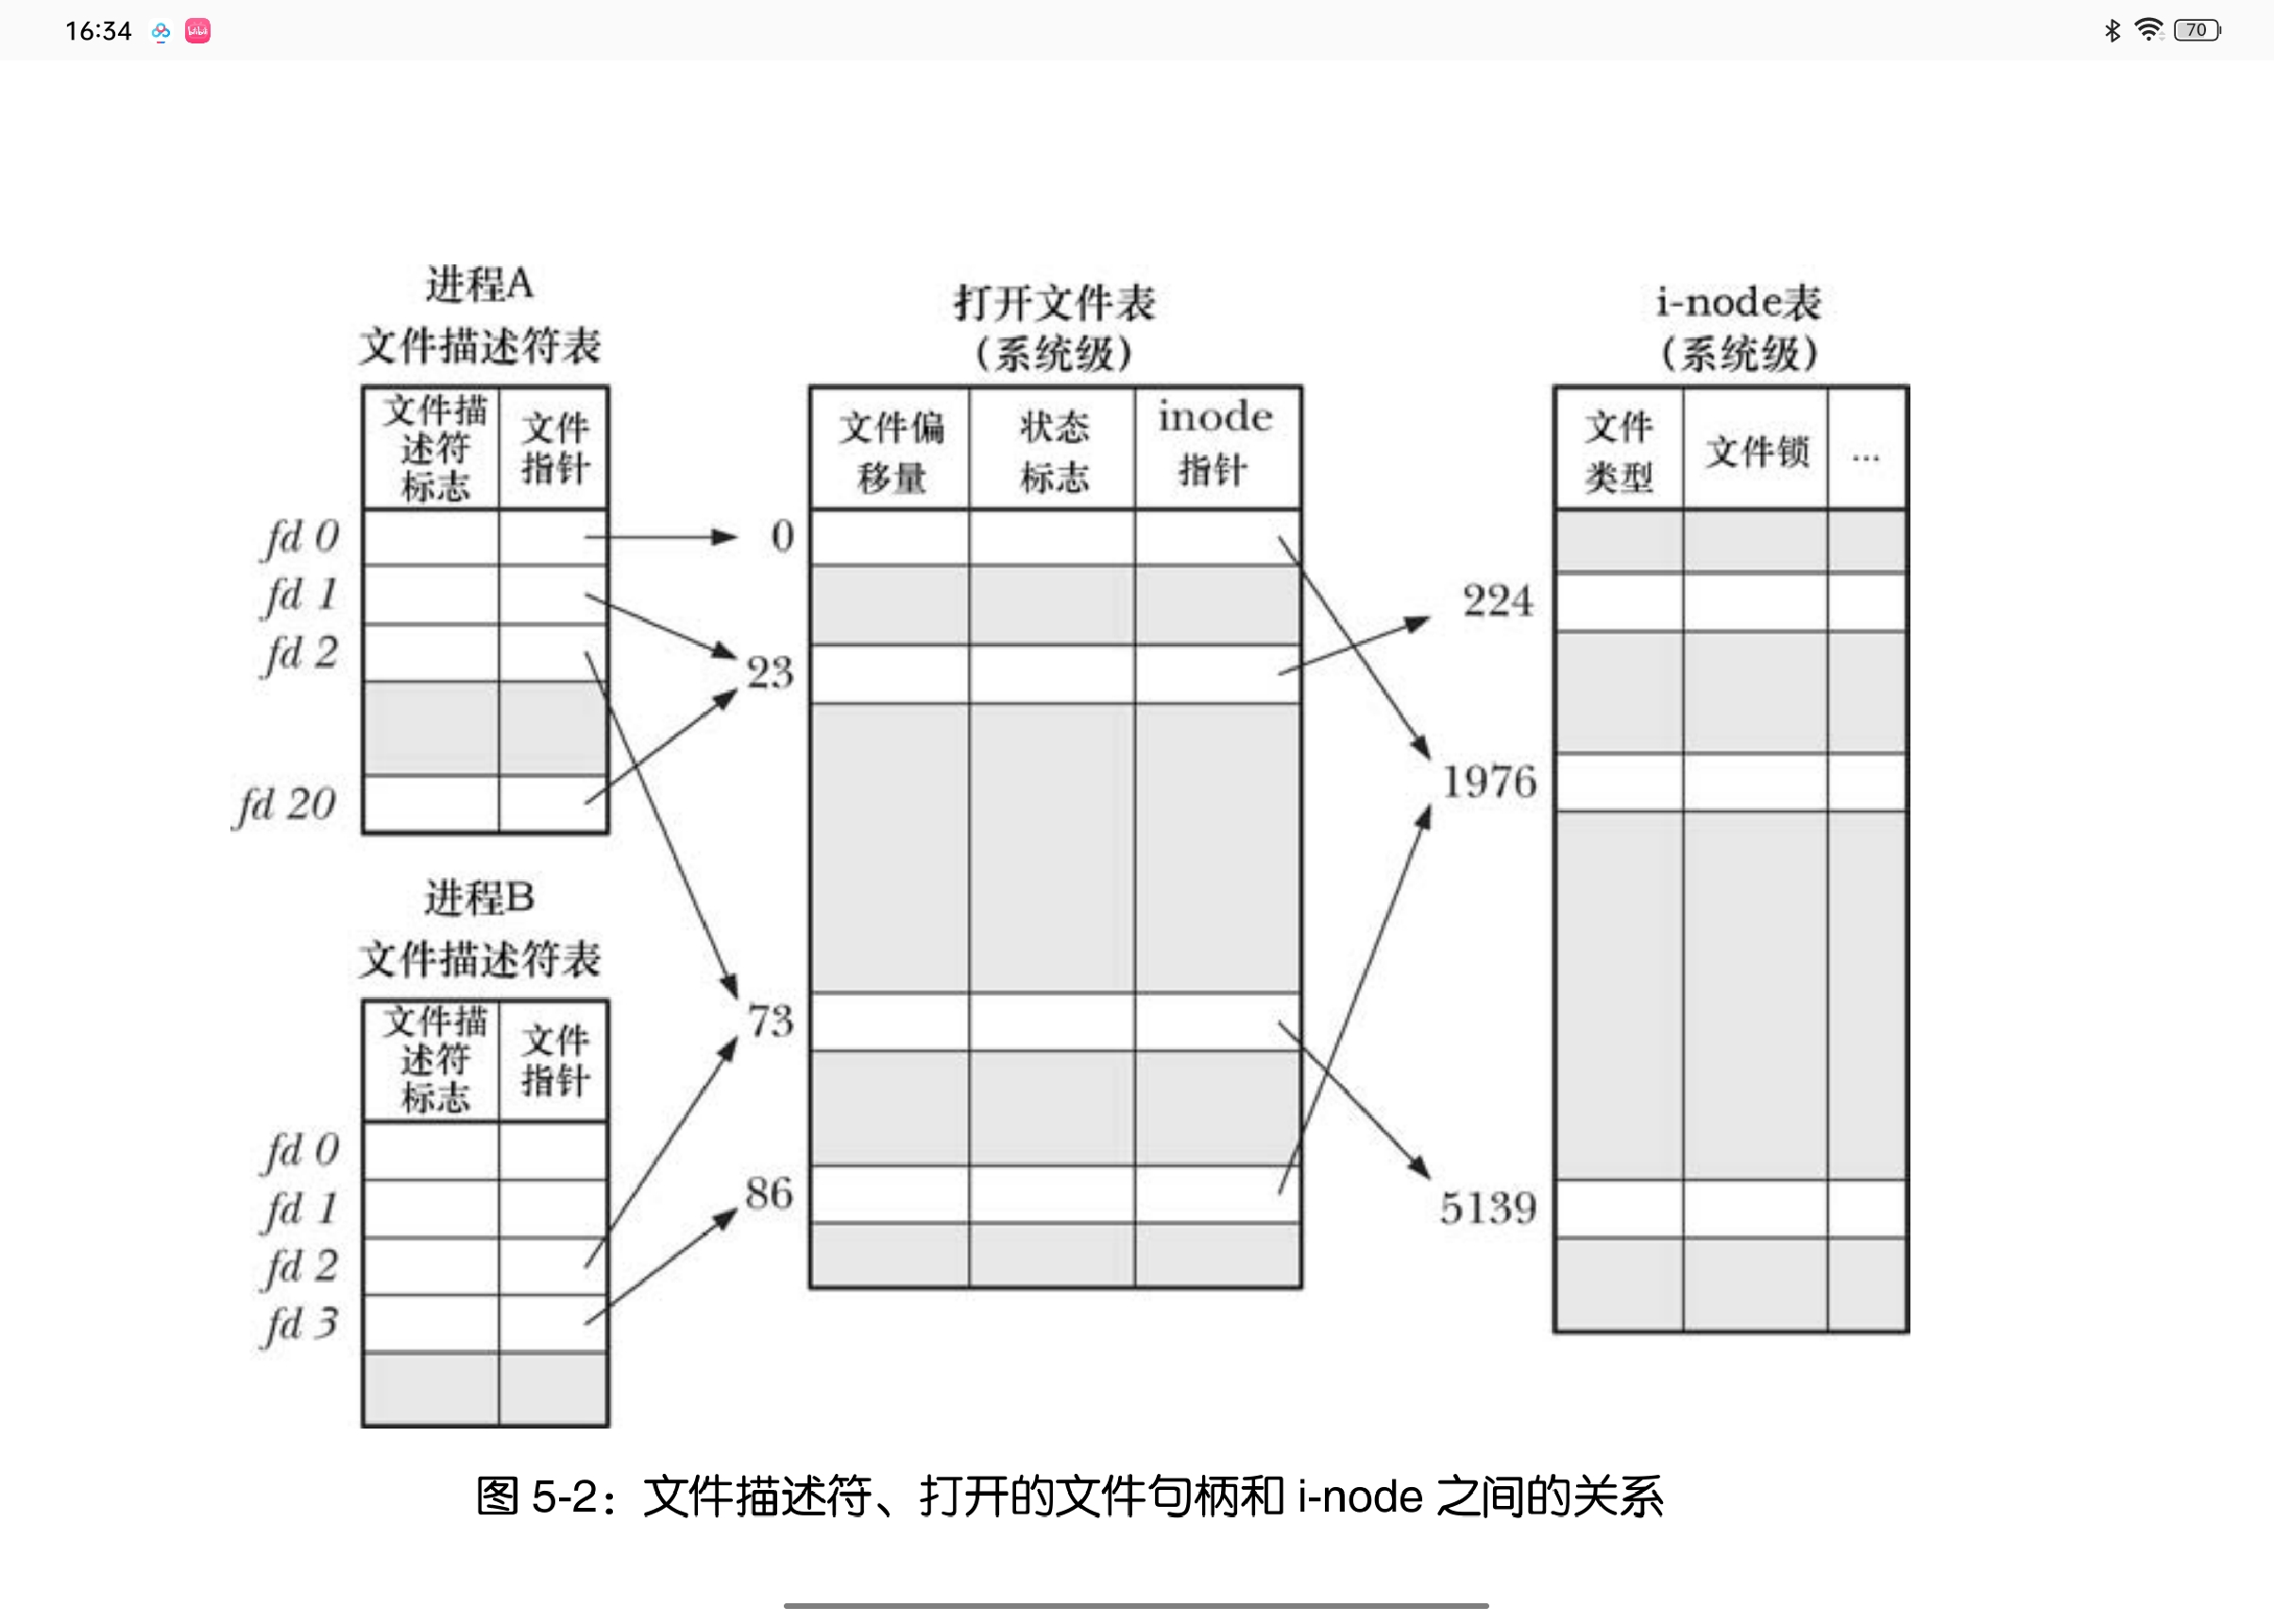 16:34
bilibili
70
进程A
文件描述符表
文件描
述符
标志
文件
指针
fd 0
fd 1
fd 2
fd 20
进程B
文件描述符表
文件描
述符
标志
文件
指针
fd 0
fd 1
fd 2
fd 3
打开文件表
(系统级)
文件偏
移量
状态
标志
inode
指针
0
23
73
86
i-node表
(系统级)
文件
类型
文件锁
...
224
1976
5139
图 5-2：文件描述符、打开的文件句柄和 i-node 之间的关系